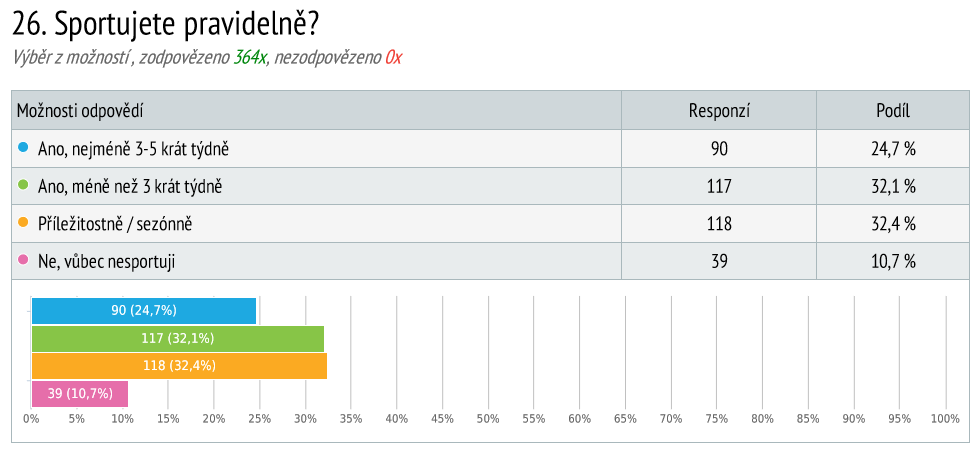 26. Sportujete pravidelně?
Výběr z možností , zodpovězeno 364x, nezodpovězeno 0x
Možnosti odpovědí Responzí Podíl
Ano, nejméně 3-5 krát týdně 90 24,7 %
Ano, méně než 3 krát týdně 117 32,1 %
Příležitostně / sezónně 118 32,4 %
Ne, vůbec nesportuji 39 10,7 %
90 (24,7%)
117 (32,1%)
118 (32,4%)
39 (10,7%)
0% 5% 10% 15% 20% 25% 30% 35% 40% 45% 50% 55% 60% 65% 70% 75% 80% 85% 90% 95% 100%